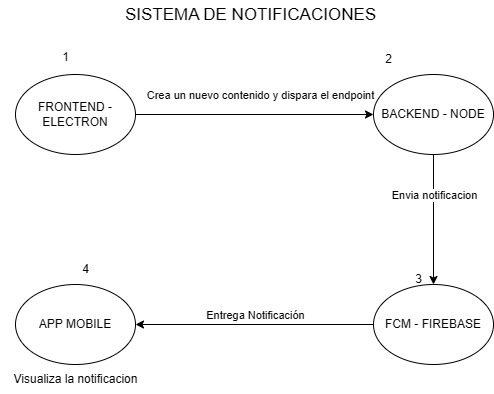 SISTEMA DE NOTIFICACIONES
1
2
FRONTEND -
ELECTRON
Crea un nuevo contenido y dispara el endpoint
BACKEND - NODE
Envia notificacion
4
3
APP MOBILE
Entrega Notificación
FCM - FIREBASE
Visualiza la notificacion